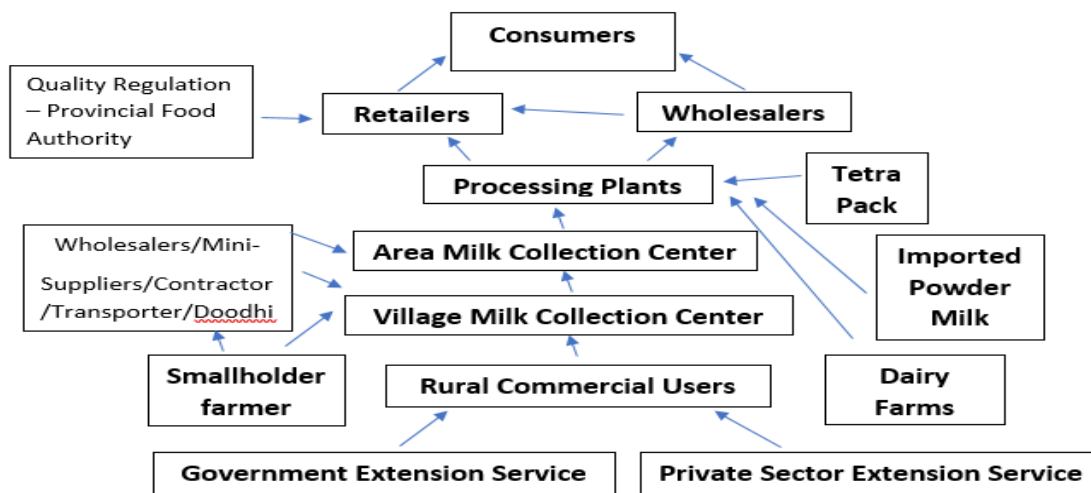 Consumers
Quality Regulation
– Provincial Food
Authority
Retailers
Wholesalers
Processing Plants
Tetra
Pack
Wholesalers/Mini-
Suppliers/Contractor
/Transporter/Doodhi
Area Milk Collection Center
Imported
Powder
Milk
Village Milk Collection Center
Smallholder
farmer
Rural Commercial Users
Dairy
Farms
Government Extension Service
Private Sector Extension Service